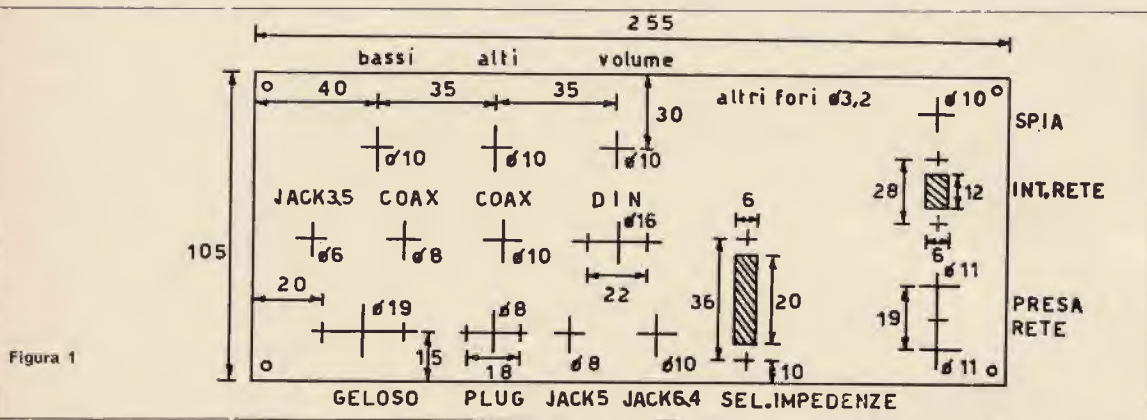 255
bassi alti volume
40 35 35 30
altri fori ø3,2
ø10
SPIA
ø10 ø10 ø10
28 12 INT.RETE
JACK3,5 COAX COAX DIN
6 6
ø16
ø6 ø8 ø10
105
22
36 20
ø11
20
ø19 ø8
19 PRESA
RETE
15 18 ø8 ø10 10 ø11
GELOSO PLUG JACK5 JACK6,4 SEL.IMPEDENZE
Figura 1